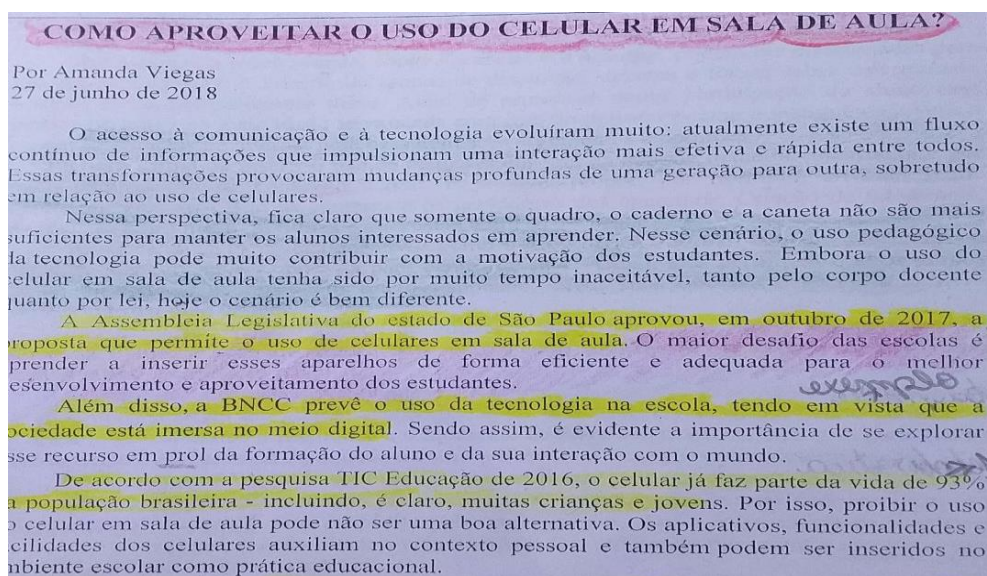 COMO APROVEITAR O USO DO CELULAR EM SALA DE AULA?
Por Amanda Viegas
27 de junho de 2018
O acesso à comunicação e à tecnologia evoluíram muito: atualmente existe um fluxo
contínuo de informações que impulsionam uma interação mais efetiva e rápida entre todos.
Essas transformações provocaram mudanças profundas de uma geração para outra, sobretudo
em relação ao uso de celulares.
Nessa perspectiva, fica claro que somente o quadro, o caderno e a caneta não são mais
suficientes para manter os alunos interessados em aprender. Nesse cenário, o uso pedagógico
da tecnologia pode muito contribuir com a motivação dos estudantes. Embora o uso do
celular em sala de aula tenha sido por muito tempo inaceitável, tanto pelo corpo docente
quanto por lei, hoje o cenário é bem diferente.
A Assembleia Legislativa do estado de São Paulo aprovou, em outubro de 2017, a
proposta que permite o uso de celulares em sala de aula. O maior desafio das escolas é
prender a inserir esses aparelhos de forma eficiente e adequada para o melhor
esenvolvimento e aproveitamento dos estudantes.
Além disso, a BNCC prevê o uso da tecnologia na escola, tendo em vista que a
ociedade está imersa no meio digital. Sendo assim, é evidente a importância de se explorar
sse recurso em prol da formação do aluno e da sua interação com o mundo.
De acordo com a pesquisa TIC Educação de 2016, o celular já faz parte da vida de 93%
a população brasileira - incluindo, é claro, muitas crianças e jovens. Por isso, proibir o uso
o celular em sala de aula pode não ser uma boa alternativa. Os aplicativos, funcionalidades e
cilidades dos celulares auxiliam no contexto pessoal e também podem ser inseridos no
mbiente escolar como prática educacional.